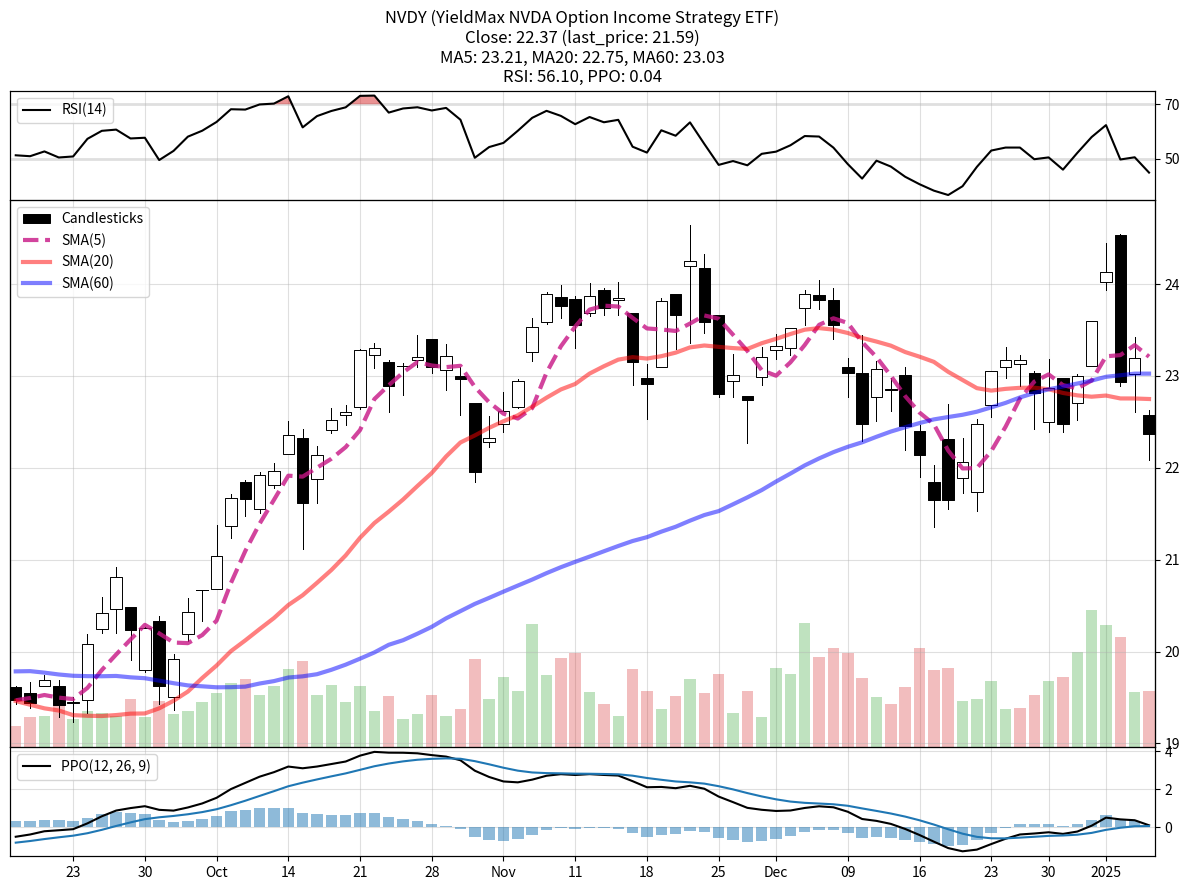 NVDY (YieldMax NVDA Option Income Strategy ETF)
Close: 22.37 (last_price: 21.59)
MA5: 23.21, MA20: 22.75, MA60: 23.03
RSI: 56.10, PPO: 0.04
RSI(14)
70
50
Candlesticks
SMA(5)
SMA(20)
SMA(60)
24
23
22
21
20
19
PPO(12, 26, 9)
4
2
0
23 30 Oct 14 21 28 Nov 11 18 25 Dec 09 16 23 30 2025